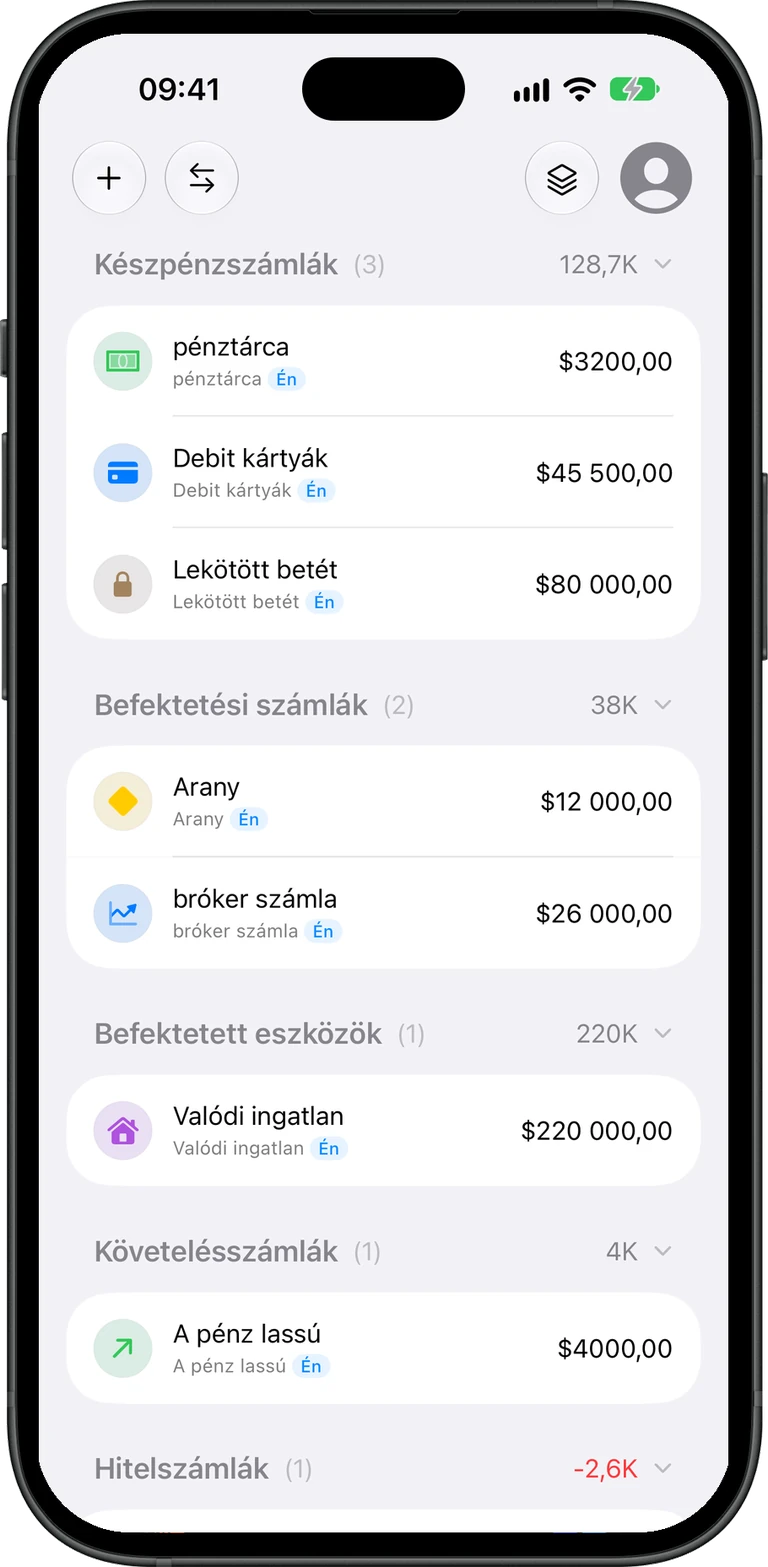 09:41
Készpénzszámlák (3) 128,7K
pénztárca
pénztárca Én
$3200,00
Debit kártyák
Debit kártyák Én
$45 500,00
Lekötött betét
Lekötött betét Én
$80 000,00
Befektetési számlák (2) 38K
Arany
Arany Én
$12 000,00
bróker számla
bróker számla Én
$26 000,00
Befektetett eszközök (1) 220K
Valódi ingatlan
Valódi ingatlan Én
$220 000,00
Követelésszámlák (1) 4K
A pénz lassú
A pénz lassú Én
$4000,00
Hitelszámlák (1) -2,6K